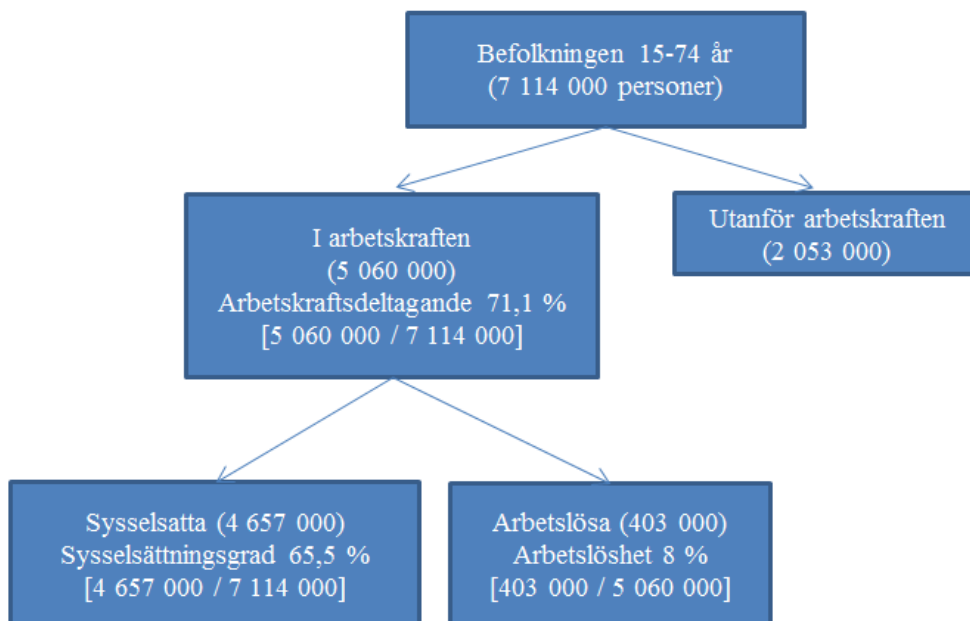 Befolkningen 15-74 år
(7 114 000 personer)
I arbetskraften
(5 060 000)
Arbetskraftsdeltagande 71,1 %
[5 060 000 / 7 114 000]
Utanför arbetskraften
(2 053 000)
Sysselsatta (4 657 000)
Sysselsättningsgrad 65,5 %
[4 657 000 / 7 114 000]
Arbetslösa (403 000)
Arbetslöshet 8 %
[403 000 / 5 060 000]